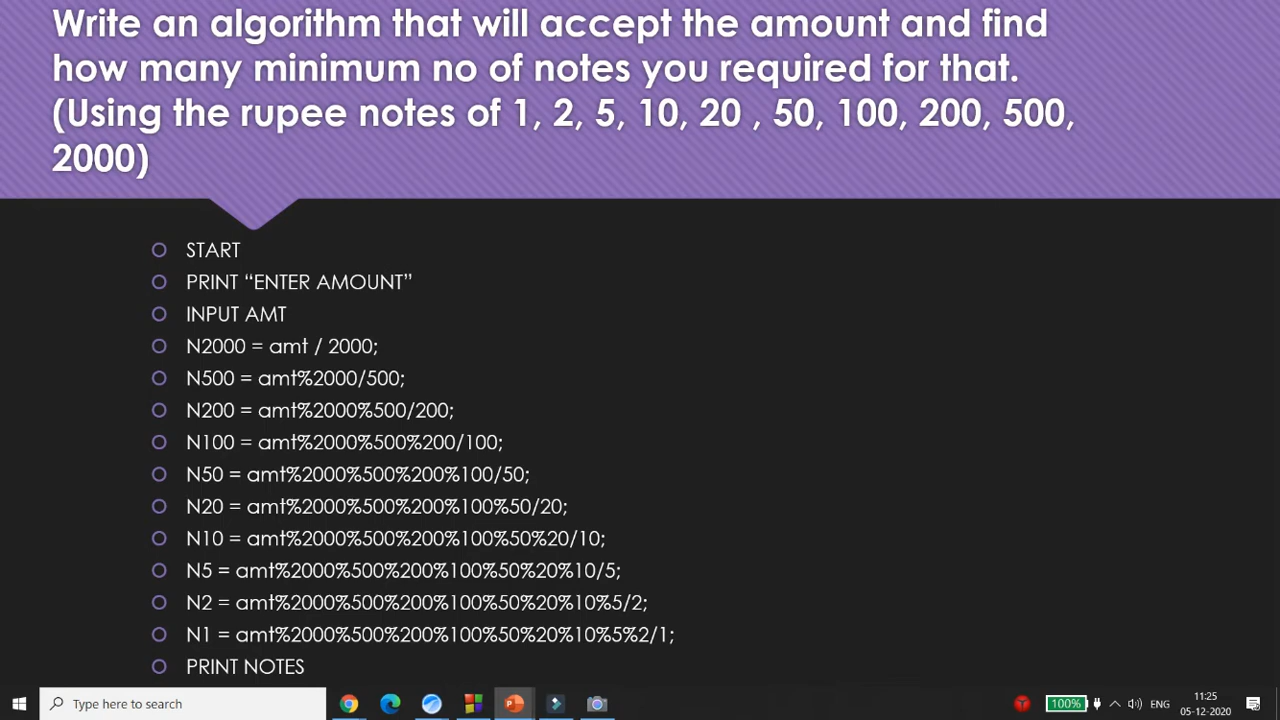 Write an algorithm that will accept the amount and find
how many minimum no of notes you required for that.
(Using the rupee notes of 1, 2, 5, 10, 20 , 50, 100, 200, 500,
2000)
START
PRINT “ENTER AMOUNT”
INPUT AMT
N2000 = amt / 2000;
N500 = amt%2000/500;
N200 = amt%2000%500/200;
N100 = amt%2000%500%200/100;
N50 = amt%2000%500%200%100/50;
N20 = amt%2000%500%200%100%50/20;
N10 = amt%2000%500%200%100%50%20/10;
N5 = amt%2000%500%200%100%50%20%10/5;
N2 = amt%2000%500%200%100%50%20%10%5/2;
N1 = amt%2000%500%200%100%50%20%10%5%2/1;
PRINT NOTES
Type here to search
100%
ENG
11:25
05-12-2020